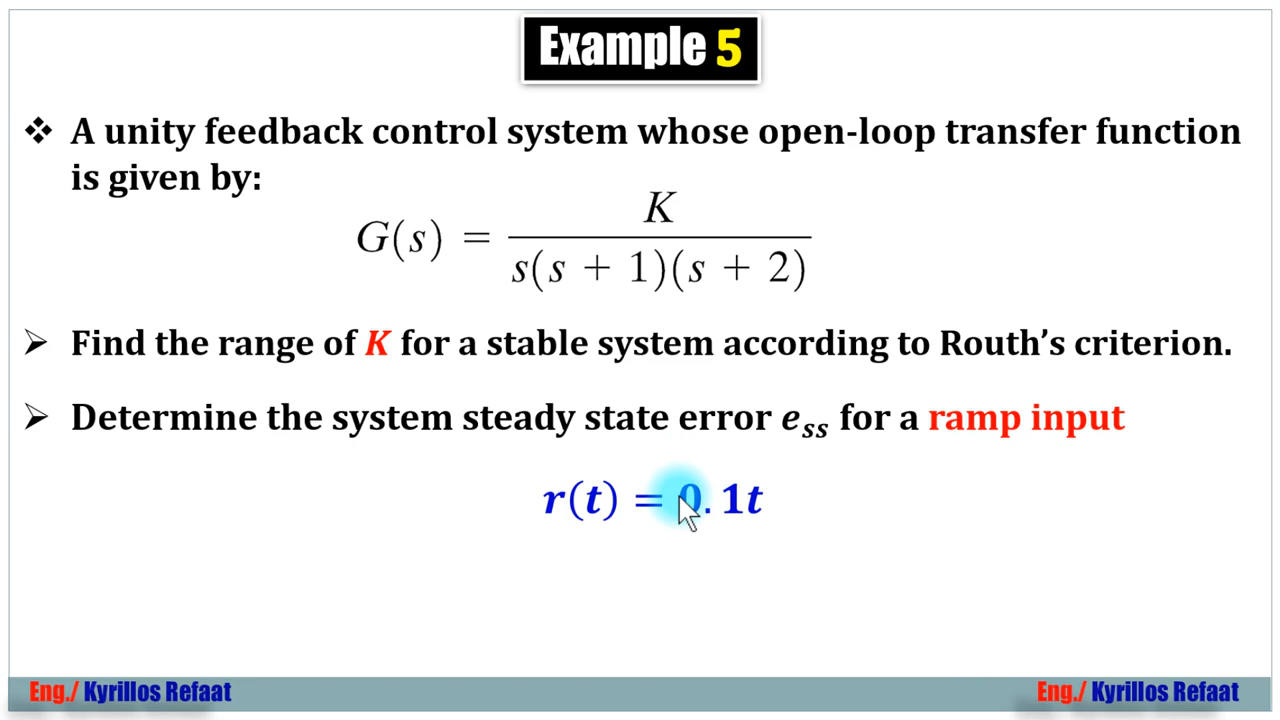 Example 5
❖ A unity feedback control system whose open-loop transfer function
is given by:
G(s) = K / s(s + 1)(s + 2)
➢ Find the range of K for a stable system according to Routh’s criterion.
➢ Determine the system steady state error e_ss for a ramp input
r(t) = 0.1t
Eng./ Kyrillos Refaat
Eng./ Kyrillos Refaat